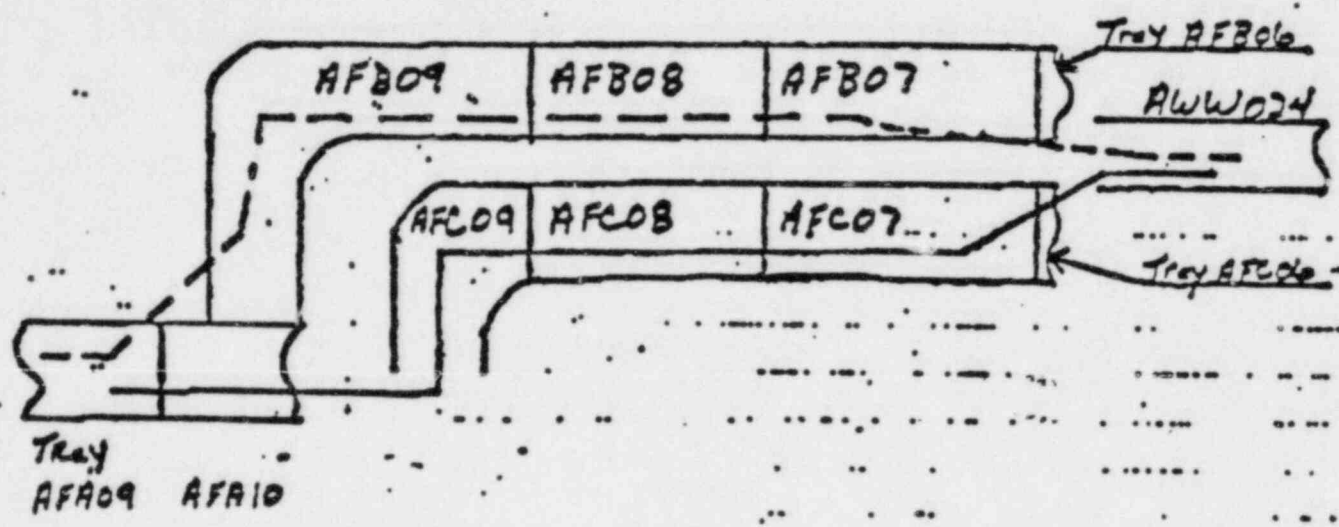 Tray AFB06
AFB09 AFB08 AFB07
AWW024
AFC09 AFC08 AFC07
Tray AFC06
TRay
AFA09 AFA10